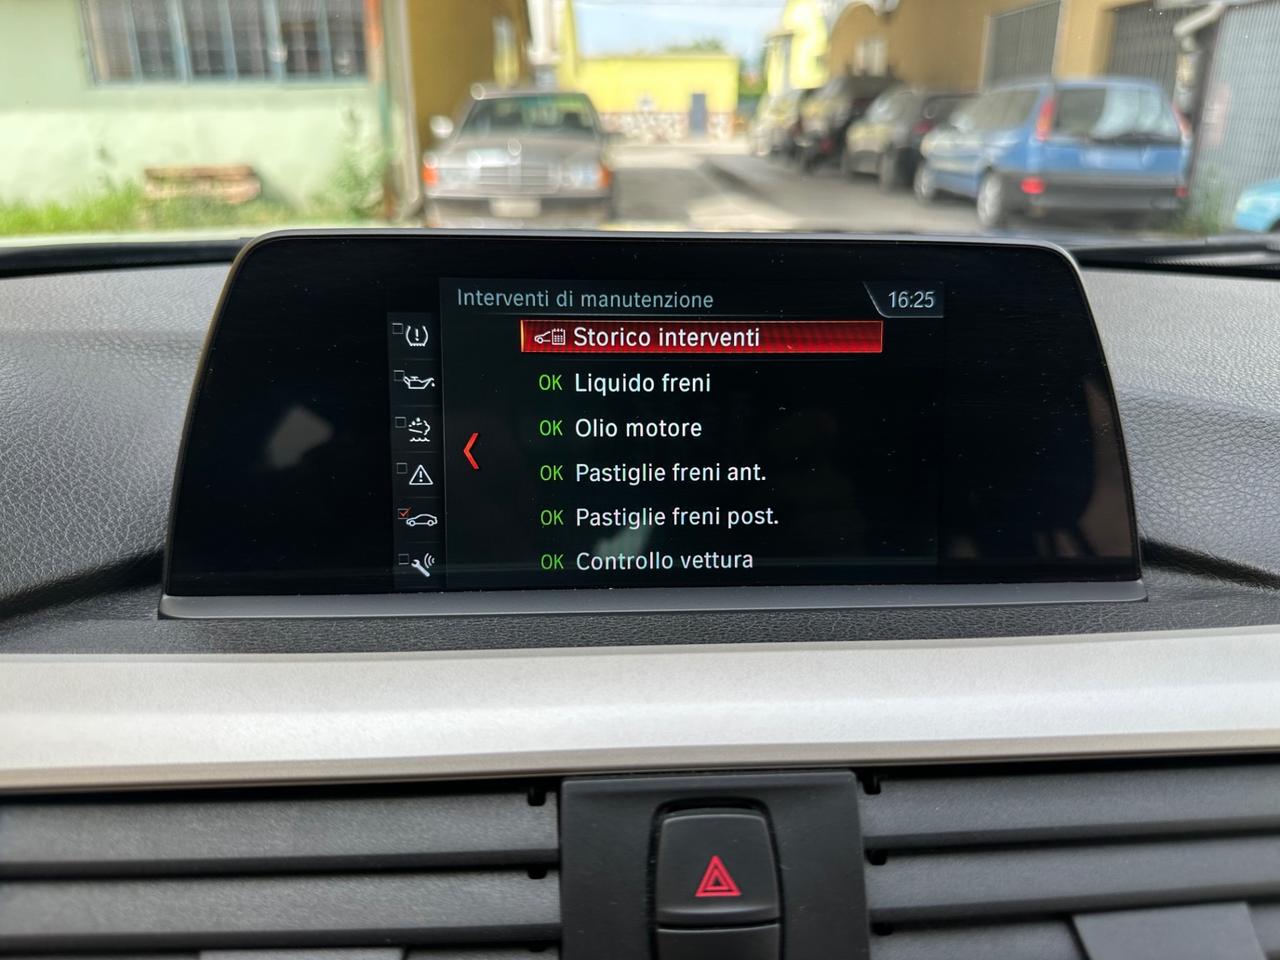 Interventi di manutenzione
16:25
Storico interventi
OK Liquido freni
OK Olio motore
OK Pastiglie freni ant.
OK Pastiglie freni post.
OK Controllo vettura